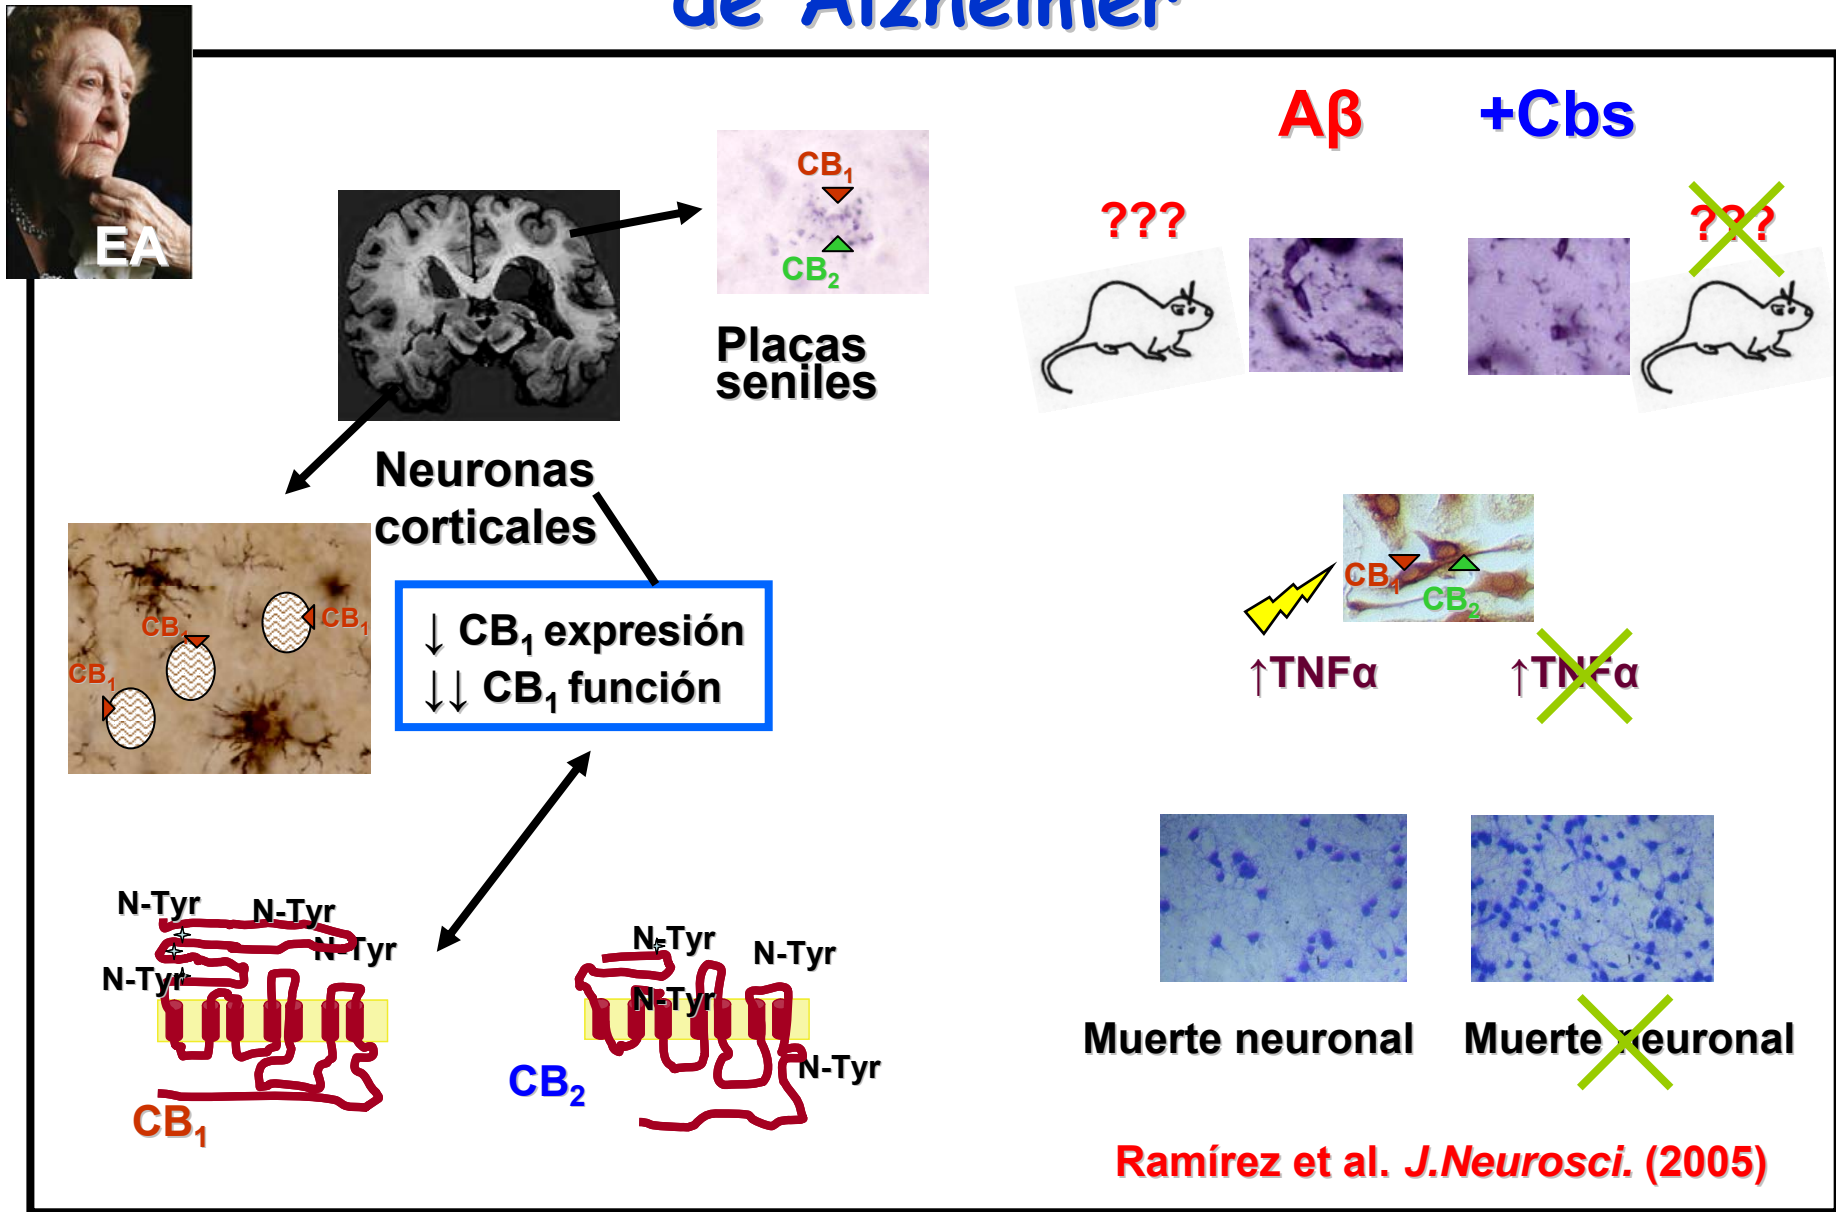 de Alzheimer
EA
Aβ
+Cbs
CB₁
CB₂
Placas
seniles
???
???
Neuronas
corticales
CB₁
CB₁
CB₁
↓ CB₁ expresión
↓↓ CB₁ función
CB₁
CB₂
↑TNFα
↑TNFα
N-Tyr
N-Tyr
N-Tyr
N-Tyr
CB₁
N-Tyr
N-Tyr
N-Tyr
N-Tyr
CB₂
Muerte neuronal
Muerte neuronal
Ramírez et al. J.Neurosci. (2005)